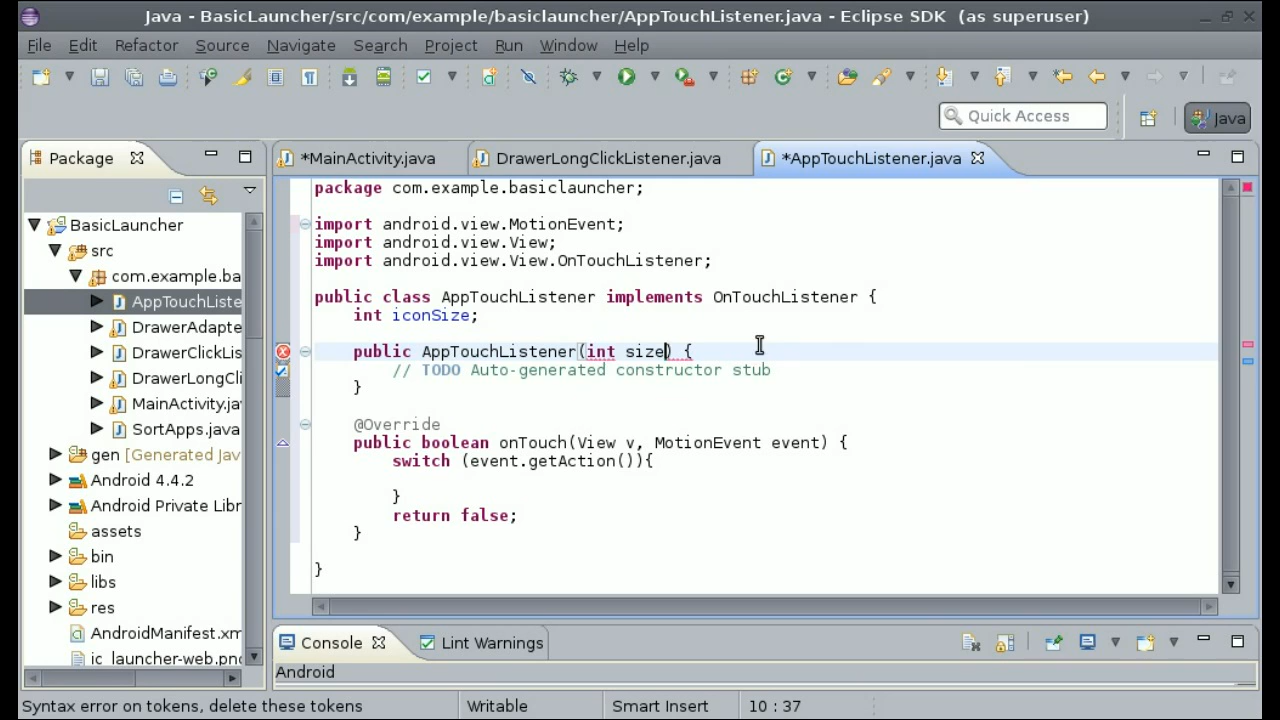 Java - BasicLauncher/src/com/example/basiclauncher/AppTouchListener.java - Eclipse SDK (as superuser)
File Edit Refactor Source Navigate Search Project Run Window Help
Quick Access
Java
Package
*MainActivity.java
DrawerLongClickListener.java
*AppTouchListener.java
BasicLauncher
src
com.example.ba
AppTouchListe
DrawerAdapte
DrawerClickLis
DrawerLongCli
MainActivity.ja
SortApps.java
gen [Generated Jav
Android 4.4.2
Android Private Libr
assets
bin
libs
res
AndroidManifest.xm
ic_launcher-web.png
package com.example.basiclauncher;
import android.view.MotionEvent;
import android.view.View;
import android.view.View.OnTouchListener;
public class AppTouchListener implements OnTouchListener {
int iconSize;
public AppTouchListener(int size) {
// TODO Auto-generated constructor stub
}
@Override
public boolean onTouch(View v, MotionEvent event) {
switch (event.getAction()){
}
return false;
}
}
Console
Lint Warnings
Android
Syntax error on tokens, delete these tokens
Writable
Smart Insert
10 : 37